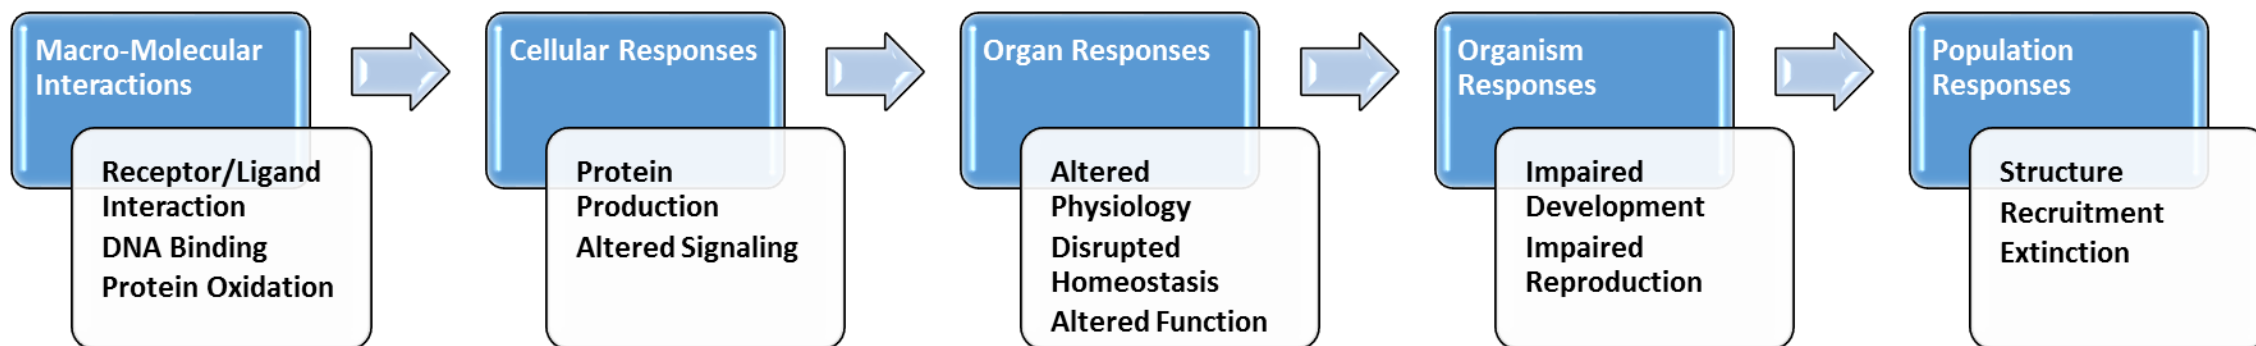 Macro-Molecular
Interactions
Receptor/Ligand
Interaction
DNA Binding
Protein Oxidation
Cellular Responses
Protein
Production
Altered Signaling
Organ Responses
Altered
Physiology
Disrupted
Homeostasis
Altered Function
Organism
Responses
Impaired
Development
Impaired
Reproduction
Population
Responses
Structure
Recruitment
Extinction